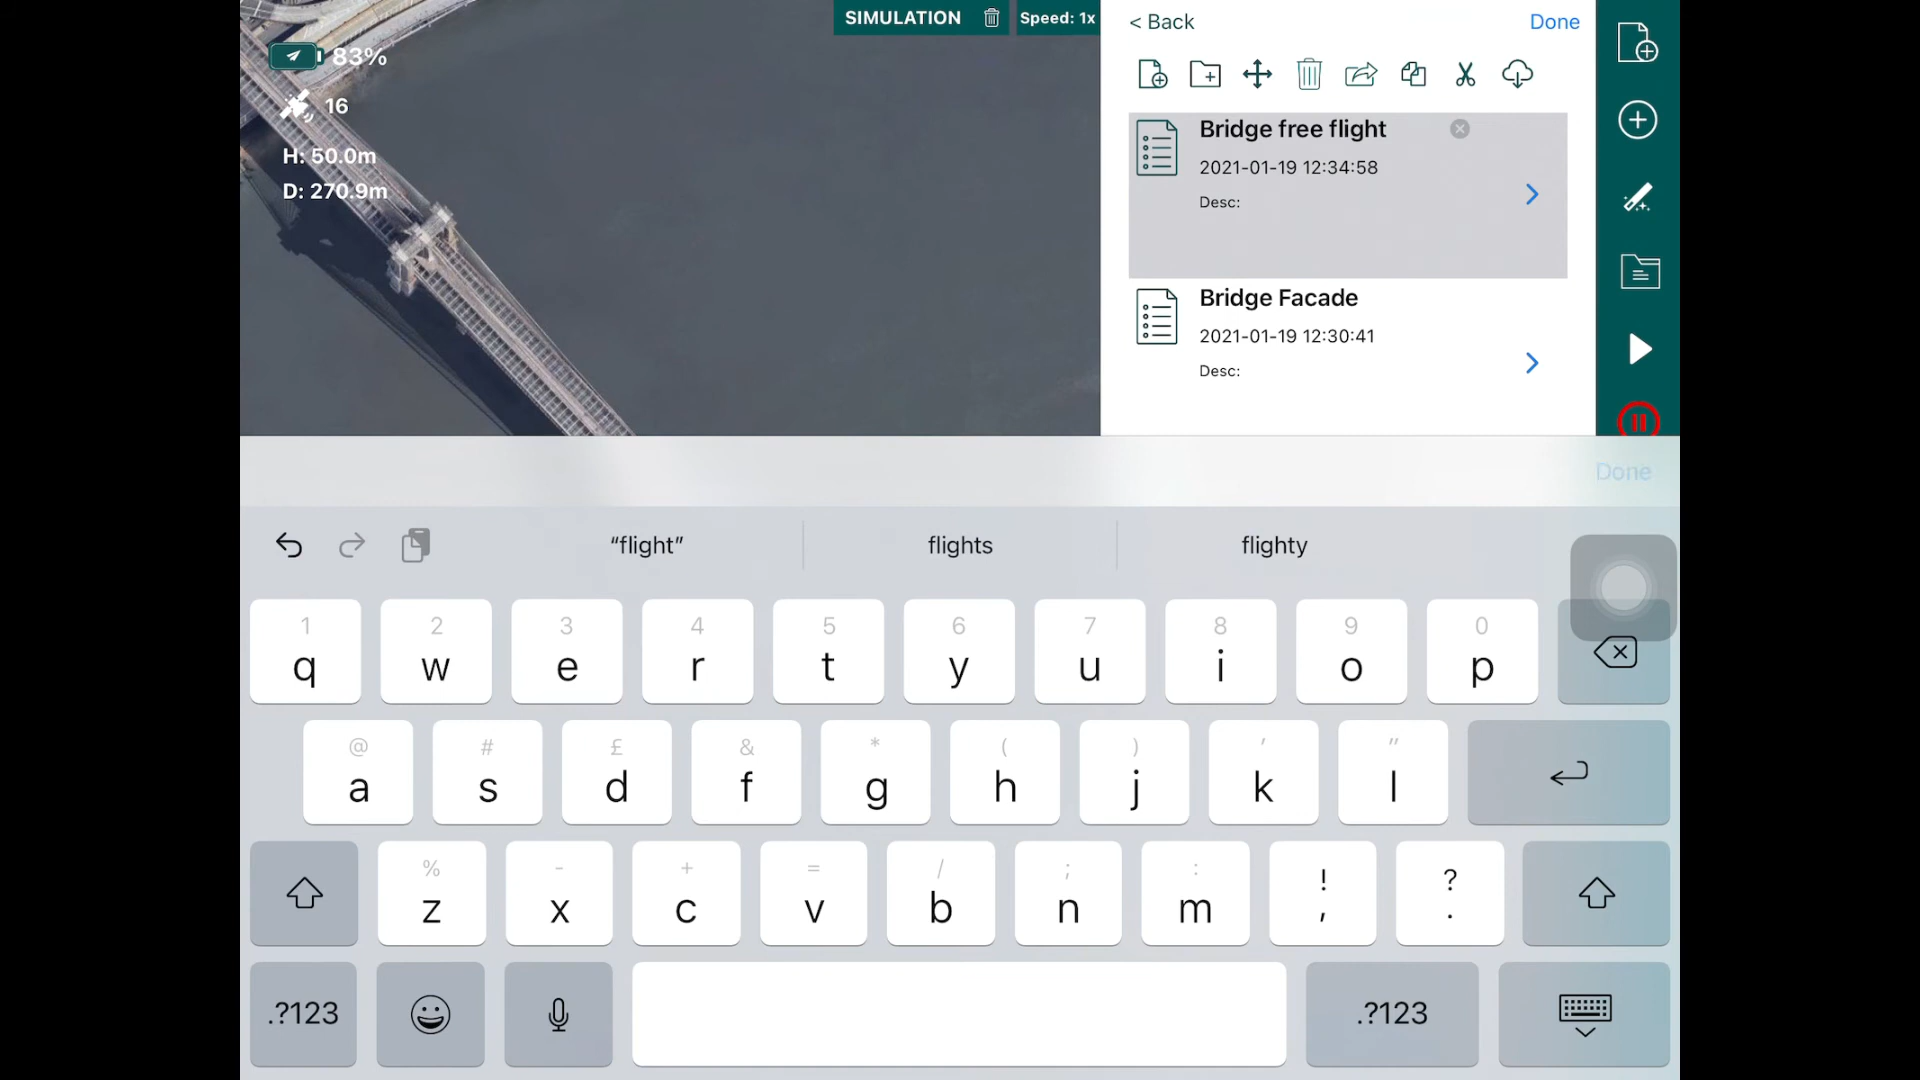 SIMULATION
Speed: 1x
83%
16
H: 50.0m
D: 270.9m
< Back
Done
Bridge free flight
2021-01-19 12:34:58
Desc:
Bridge Facade
2021-01-19 12:30:41
Desc:
Done
“flight” flights flighty
1 2 3 4 5 6 7 8 9 0
q w e r t y u i o p
@ # £ & * ( ) ' "
a s d f g h j k l
% - + = / ; : ! ?
z x c v b n m , .
.?123 .?123